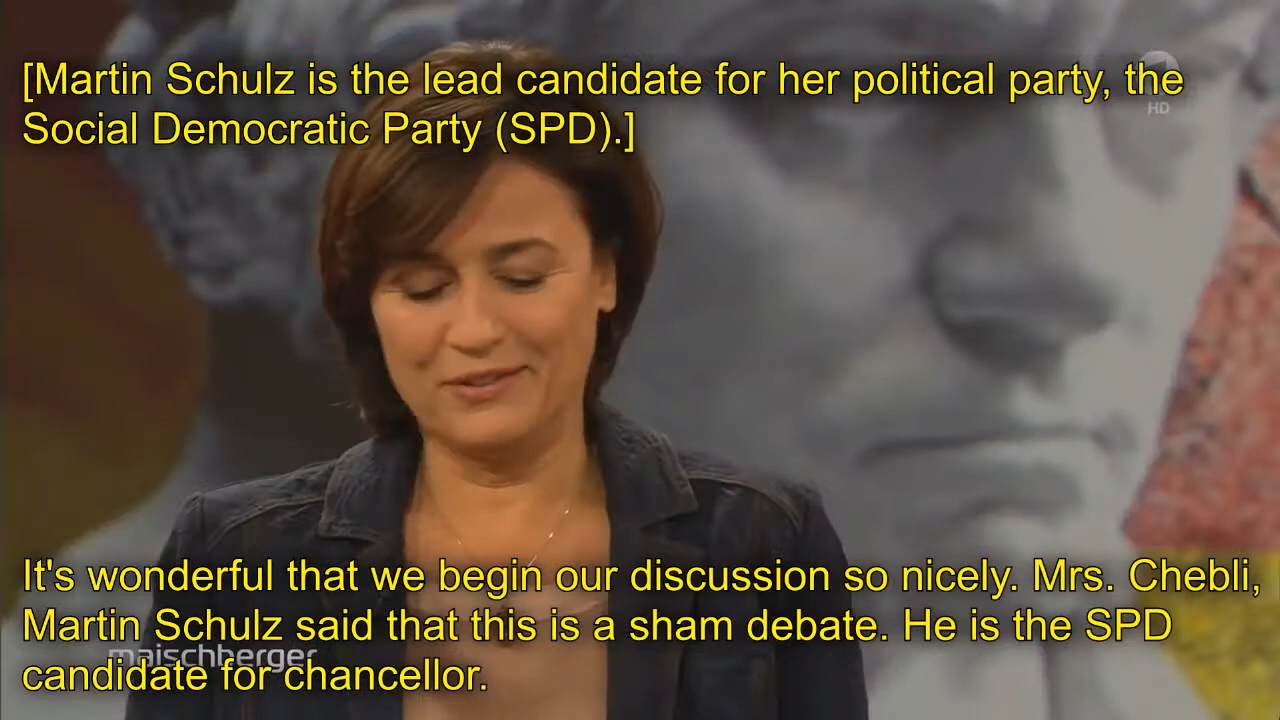 [Martin Schulz is the lead candidate for her political party, the
Social Democratic Party (SPD).]
HD
It's wonderful that we begin our discussion so nicely. Mrs. Chebli,
Martin Schulz said that this is a sham debate. He is the SPD
maischberger
candidate for chancellor.